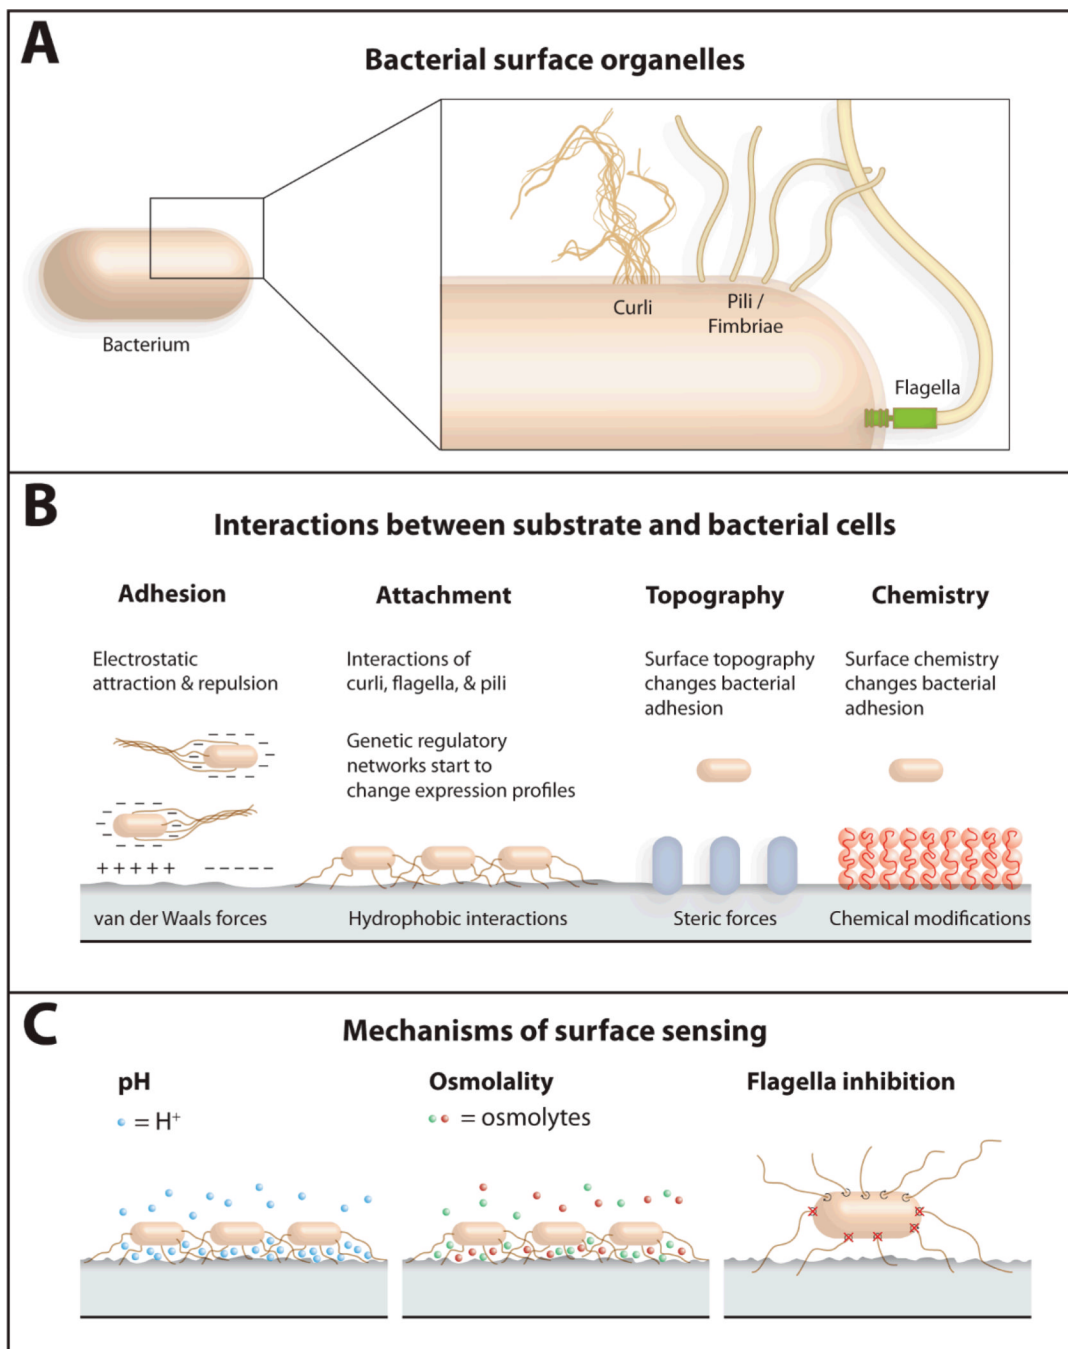 A
Bacterial surface organelles
Bacterium
Curli
Pili /
Fimbriae
Flagella
B
Interactions between substrate and bacterial cells
Adhesion
Electrostatic
attraction & repulsion
+ + + + +
– – – – –
van der Waals forces
Attachment
Interactions of
curli, flagella, & pili
Genetic regulatory
networks start to
change expression profiles
Hydrophobic interactions
Topography
Surface topography
changes bacterial
adhesion
Steric forces
Chemistry
Surface chemistry
changes bacterial
adhesion
Chemical modifications
C
Mechanisms of surface sensing
pH
= H⁺
Osmolality
= osmolytes
Flagella inhibition